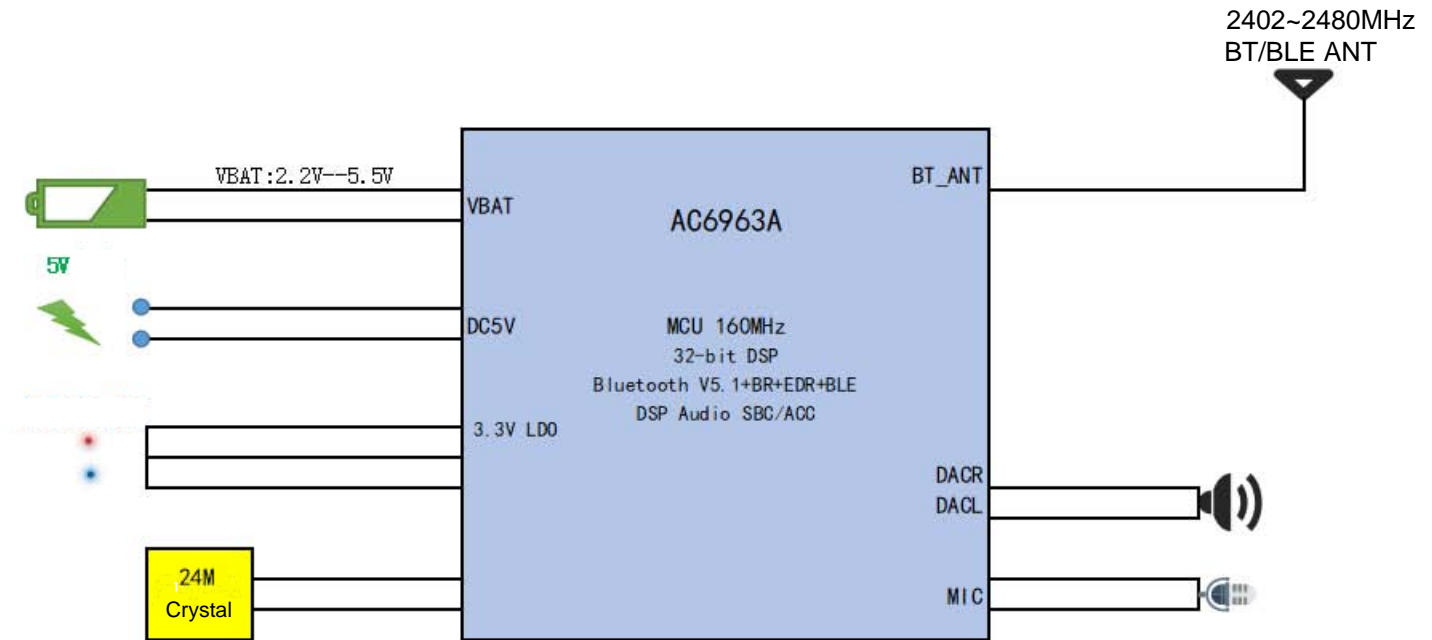 2402~2480MHz
BT/BLE ANT
VBAT:2.2V--5.5V
BT_ANT
VBAT
AC6963A
5V
DC5V
MCU 160MHz
32-bit DSP
Bluetooth V5.1+BR+EDR+BLE
DSP Audio SBC/ACC
3.3V LDO
DACR
DACL
24M
Crystal
MIC